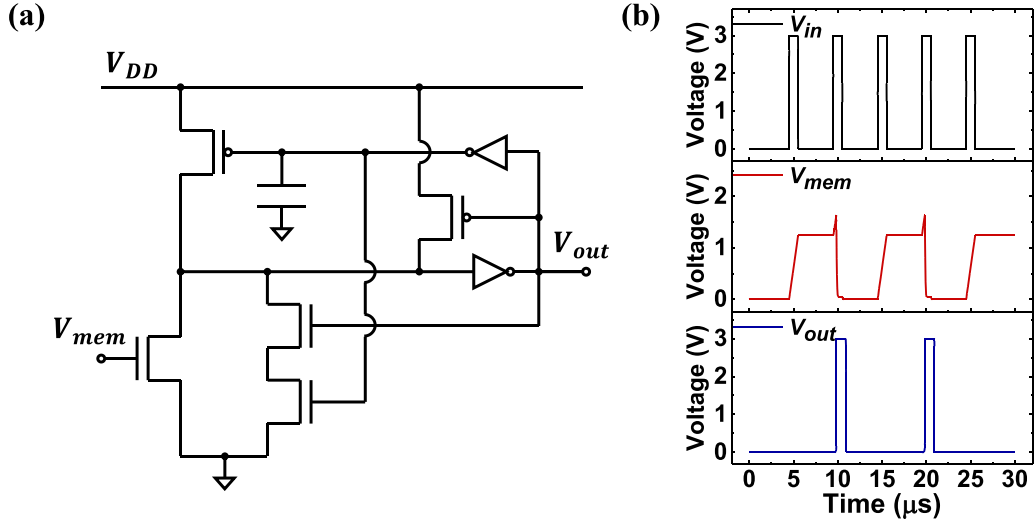 (a)
V_DD
V_out
V_mem
(b)
V_in
Voltage (V)
3
2
1
0
V_mem
Voltage (V)
2
1
0
V_out
Voltage (V)
3
2
1
0
0 5 10 15 20 25 30
Time (μs)